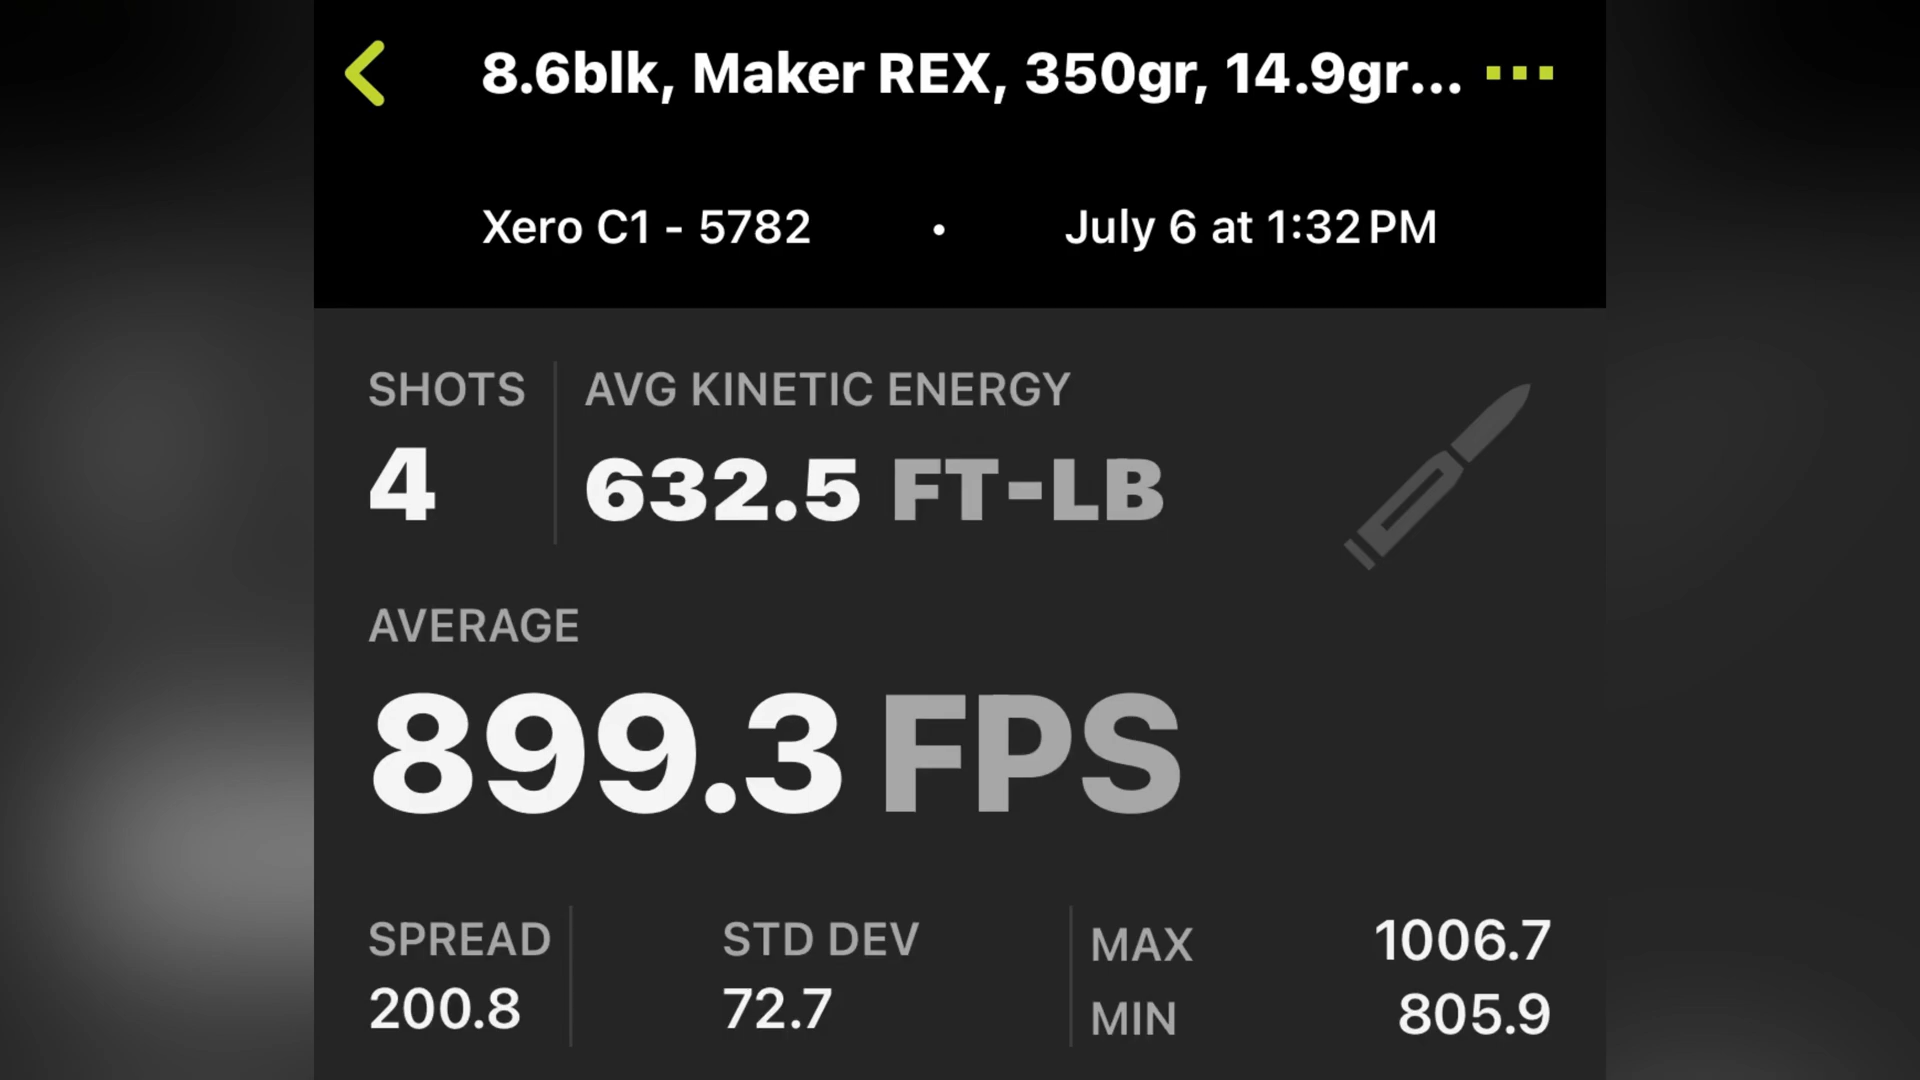 8.6blk, Maker REX, 350gr, 14.9gr...
Xero C1 - 5782 • July 6 at 1:32 PM
SHOTS AVG KINETIC ENERGY
4 632.5 FT-LB
AVERAGE
899.3 FPS
SPREAD STD DEV MAX 1006.7
200.8 72.7 MIN 805.9